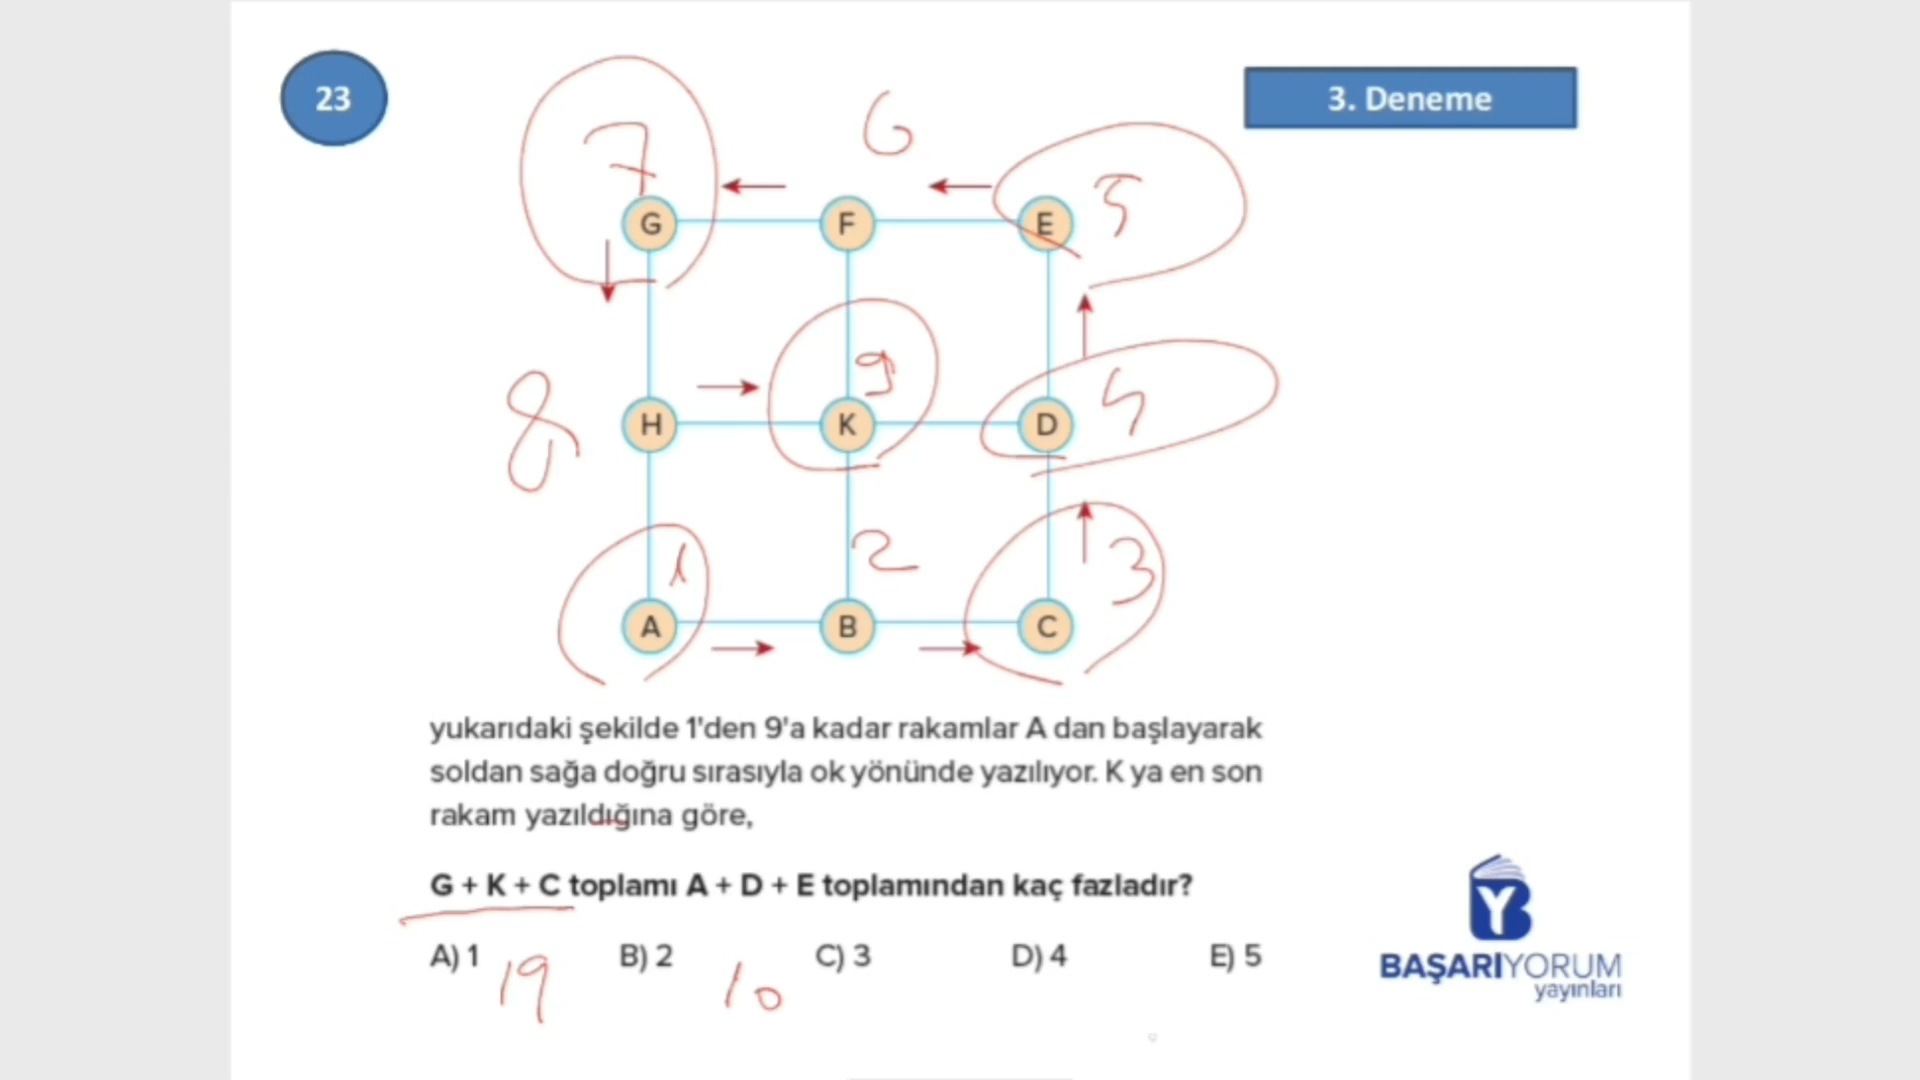 23
3. Deneme
6
7
5
G F E
9
8
4
H K D
1
2
3
A B C
yukarıdaki şekilde 1'den 9'a kadar rakamlar A dan başlayarak
soldan sağa doğru sırasıyla ok yönünde yazılıyor. K ya en son
rakam yazıldığına göre,
G + K + C toplamı A + D + E toplamından kaç fazladır?
A) 1 B) 2 C) 3 D) 4 E) 5
19 10
BAŞARIYORUM
yayınları